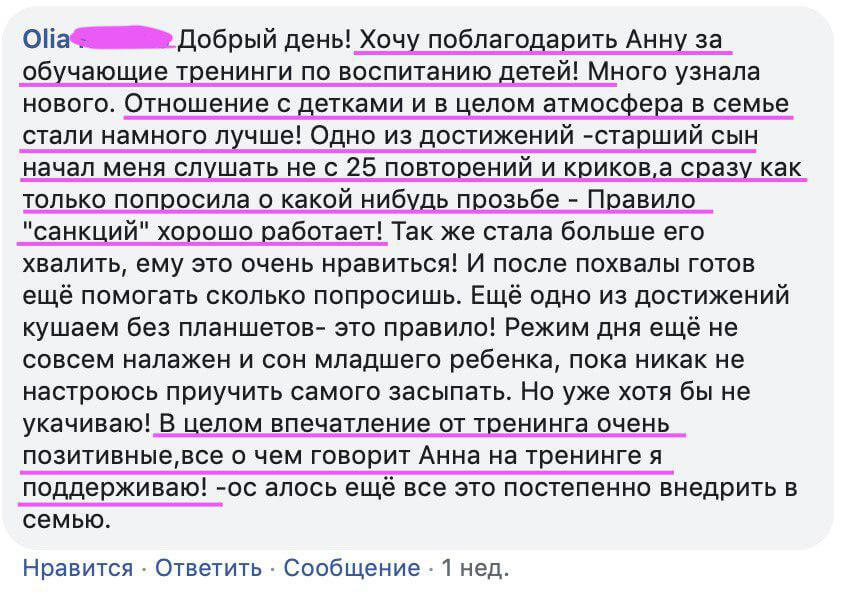 Olia Добрый день! Хочу поблагодарить Анну за
обучающие тренинги по воспитанию детей! Много узнала
нового. Отношение с детками и в целом атмосфера в семье
стали намного лучше! Одно из достижений -старший сын
начал меня слушать не с 25 повторений и криков,а сразу как
только попросила о какой нибудь прозьбе - Правило
"санкций" хорошо работает! Так же стала больше его
хвалить, ему это очень нравиться! И после похвалы готов
ещё помогать сколько попросишь. Ещё одно из достижений
кушаем без планшетов- это правило! Режим дня ещё не
совсем налажен и сон младшего ребенка, пока никак не
настроюсь приучить самого засыпать. Но уже хотя бы не
укачиваю! В целом впечатление от тренинга очень
позитивные,все о чем говорит Анна на тренинге я
поддерживаю! -ос алось ещё все это постепенно внедрить в
семью.
Нравится · Ответить · Сообщение · 1 нед.